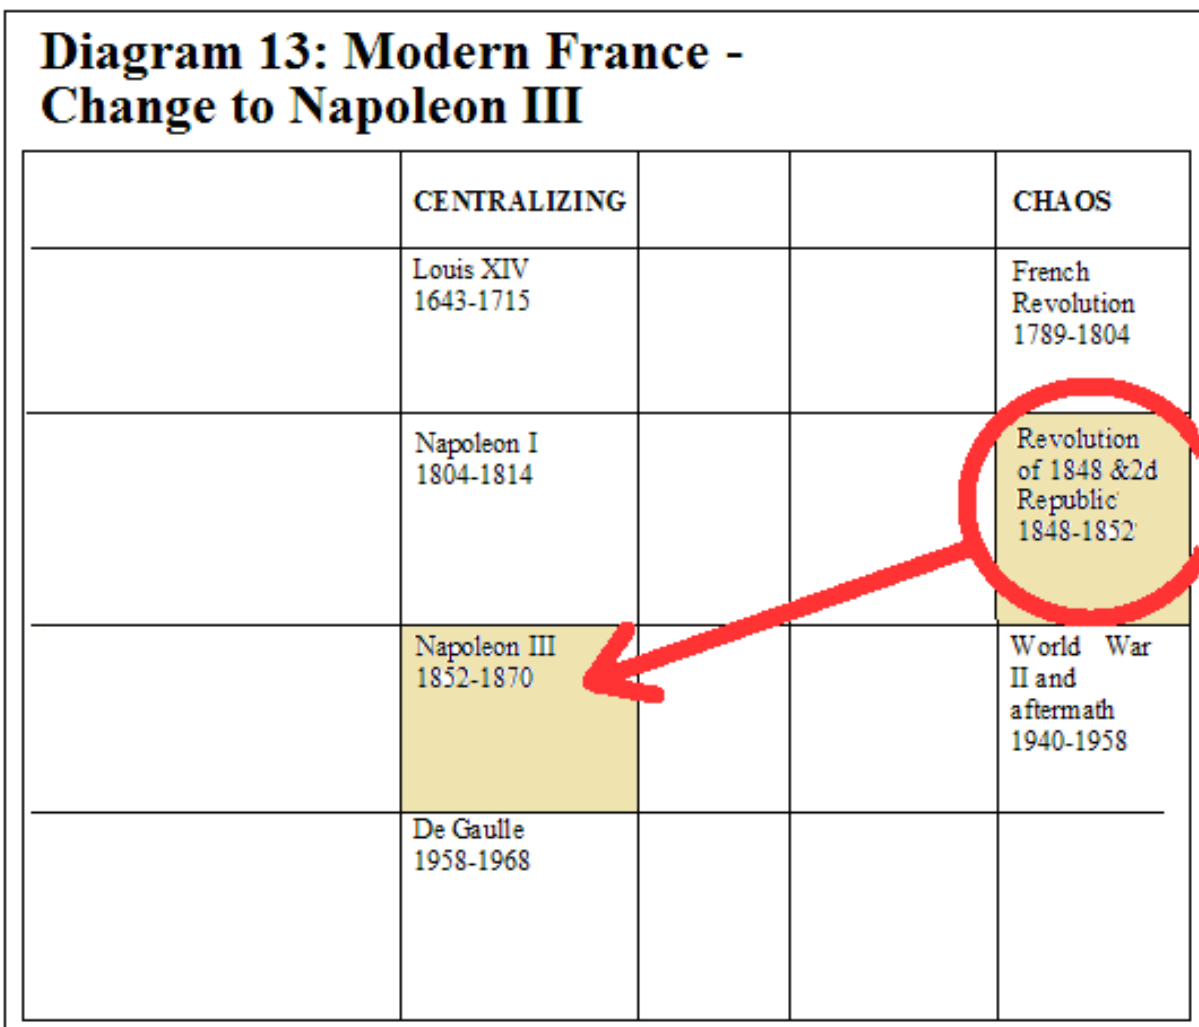 Diagram 13: Modern France -
Change to Napoleon III
CENTRALIZING
CHAOS
Louis XIV
1643-1715
French
Revolution
1789-1804
Napoleon I
1804-1814
Revolution
of 1848 &2d
Republic
1848-1852
Napoleon III
1852-1870
World War
II and
aftermath
1940-1958
De Gaulle
1958-1968